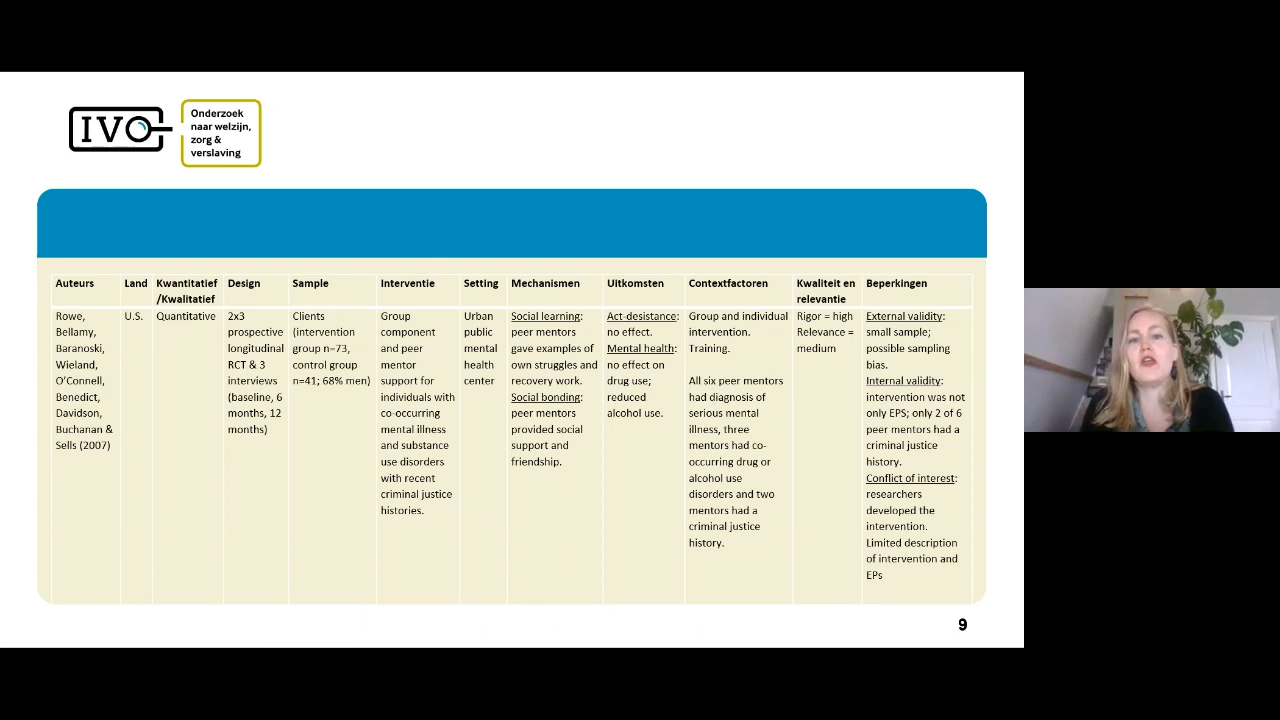 IVO
Onderzoek
naar welzijn,
zorg &
verslaving
Auteurs
Land
Kwantitatief
/Kwalitatief
Design
Sample
Interventie
Setting
Mechanismen
Uitkomsten
Contextfactoren
Kwaliteit en
relevantie
Beperkingen
Rowe,
Bellamy,
Baranoski,
Wieland,
O'Connell,
Benedict,
Davidson,
Buchanan &
Sells (2007)
U.S.
Quantitative
2x3
prospective
longitudinal
RCT & 3
interviews
(baseline, 6
months, 12
months)
Clients
(intervention
group n=73,
control group
n=41; 68% men)
Group
component
and peer
mentor
support for
individuals with
co-occurring
mental illness
and substance
use disorders
with recent
criminal justice
histories.
Urban
public
mental
health
center
Social learning:
peer mentors
gave examples of
own struggles and
recovery work.
Social bonding:
peer mentors
provided social
support and
friendship.
Act-desistance:
no effect.
Mental health:
no effect on
drug use;
reduced
alcohol use.
Group and individual
intervention.
Training.
All six peer mentors
had diagnosis of
serious mental
illness, three
mentors had co-
occurring drug or
alcohol use
disorders and two
mentors had a
criminal justice
history.
Rigor = high
Relevance =
medium
External validity:
small sample;
possible sampling
bias.
Internal validity:
intervention was not
only EPS; only 2 of 6
peer mentors had a
criminal justice
history.
Conflict of interest:
researchers
developed the
intervention.
Limited description
of intervention and
EPs
9